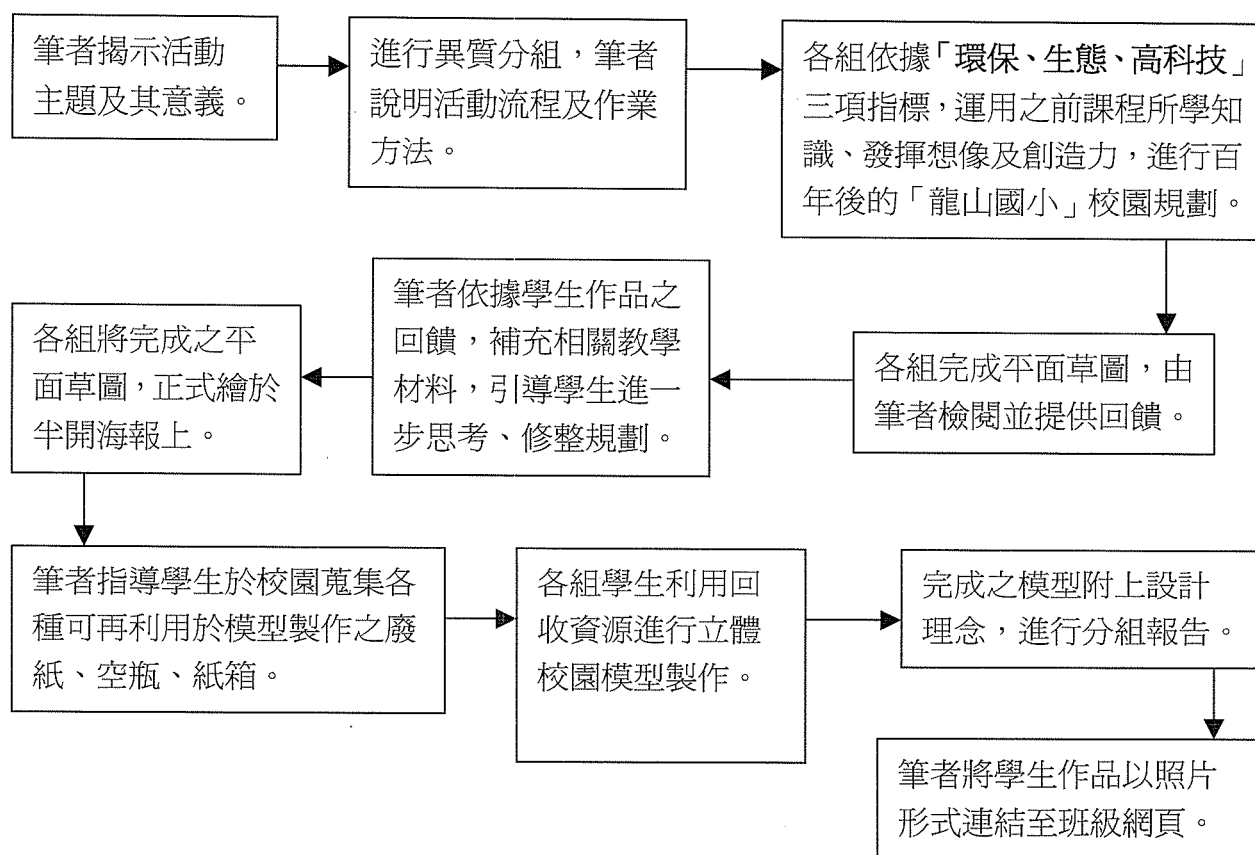 筆者揭示活動
主題及其意義。
進行異質分組，筆者
說明活動流程及作業
方法。
各組依據「環保、生態、高科技」
三項指標，運用之前課程所學知
識、發揮想像及創造力，進行百
年後的「龍山國小」校園規劃。
各組完成平面草圖，由
筆者檢閱並提供回饋。
筆者依據學生作品之
回饋，補充相關教學
材料，引導學生進一
步思考、修整規劃。
各組將完成之平
面草圖，正式繪於
半開海報上。
筆者指導學生於校園蒐集各
種可再利用於模型製作之廢
紙、空瓶、紙箱。
各組學生利用回
收資源進行立體
校園模型製作。
完成之模型附上設計
理念，進行分組報告。
筆者將學生作品以照片
形式連結至班級網頁。